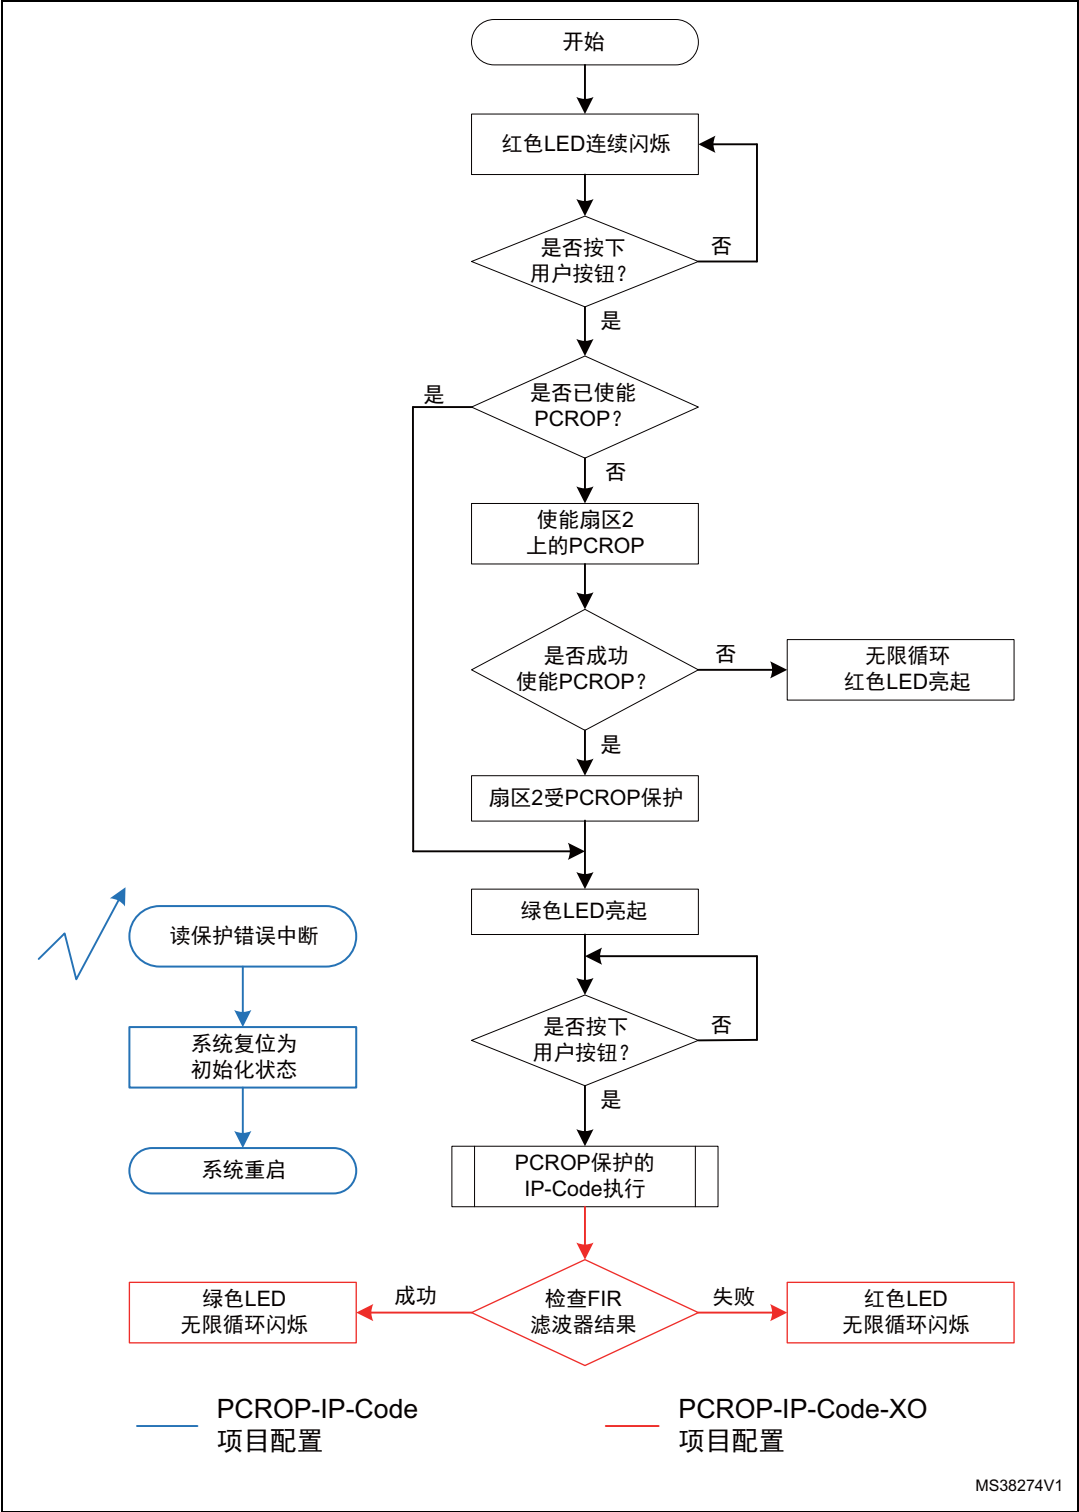 开始
红色LED连续闪烁
是否按下
用户按钮？
否
是
是否已使能
PCROP？
是
否
使能扇区2
上的PCROP
是否成功
使能PCROP？
否
无限循环
红色LED亮起
是
扇区2受PCROP保护
绿色LED亮起
读保护错误中断
系统复位为
初始化状态
系统重启
是否按下
用户按钮？
否
是
PCROP保护的
IP-Code执行
检查FIR
滤波器结果
成功
绿色LED
无限循环闪烁
失败
红色LED
无限循环闪烁
PCROP-IP-Code
项目配置
PCROP-IP-Code-XO
项目配置
MS38274V1